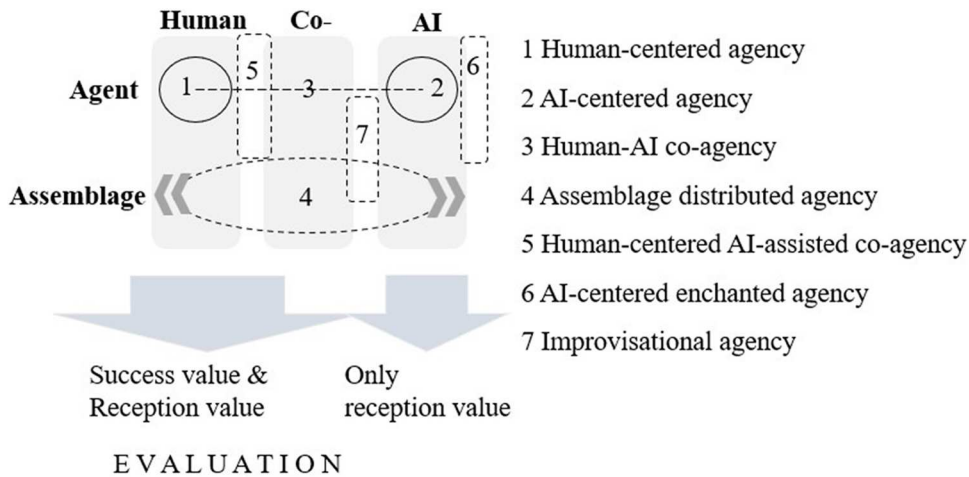 Human Co- AI
Agent 1 5 3 2 6
7
Assemblage 4
1 Human-centered agency
2 AI-centered agency
3 Human-AI co-agency
4 Assemblage distributed agency
5 Human-centered AI-assisted co-agency
6 AI-centered enchanted agency
7 Improvisational agency
Success value &
Reception value
Only
reception value
EVALUATION